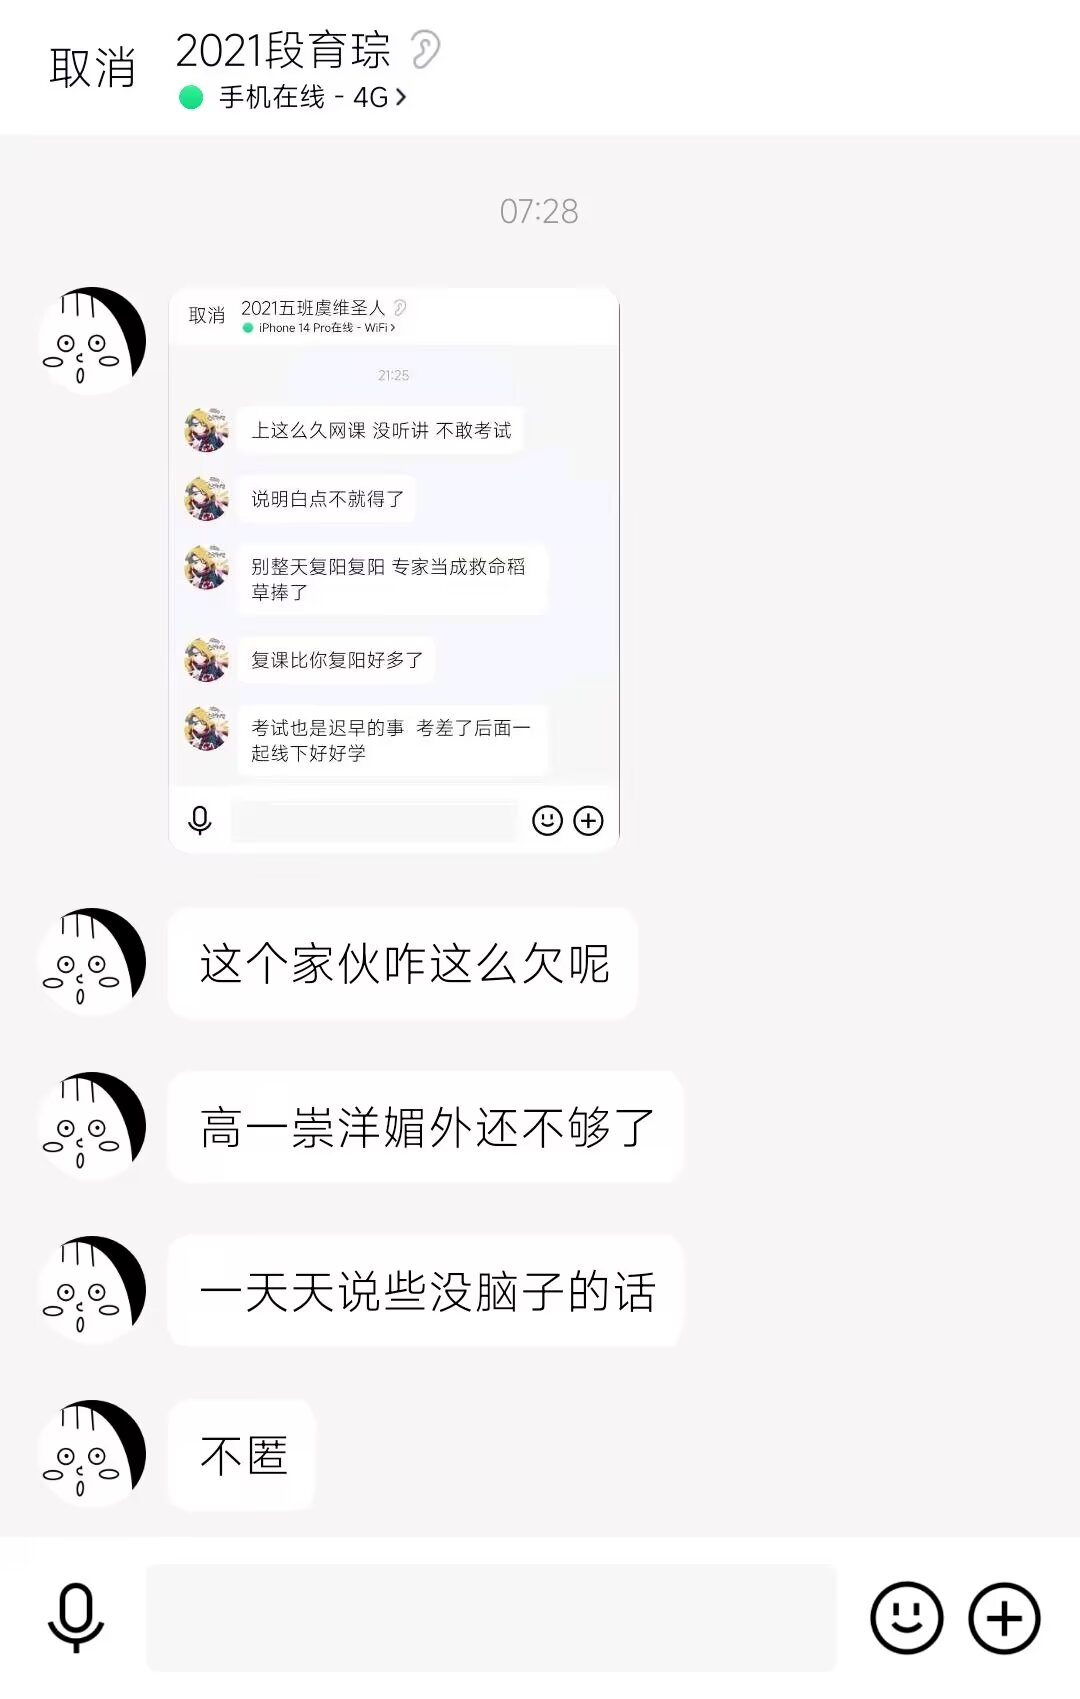 取消
2021段育琮
手机在线 - 4G
07:28
取消
2021五班虞维圣人
iPhone 14 Pro在线 - WiFi
21:25
上这么久网课 没听讲 不敢考试
说明白点不就得了
别整天复阳复阳 专家当成救命稻
草捧了
复课比你复阳好多了
考试也是迟早的事 考差了后面一
起线下好好学
这个家伙咋这么欠呢
高一崇洋媚外还不够了
一天天说些没脑子的话
不匿